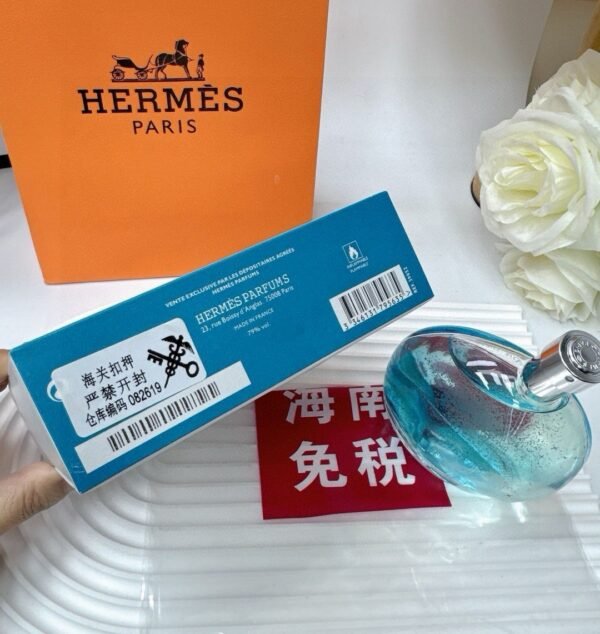 HERMÈS
PARIS
VENTE EXCLUSIVE PAR LES DÉPOSITAIRES AGRÉÉS
HERMÈS PARFUMS
HERMÈS PARFUMS
23, rue Boissy d'Anglas, 75008 Paris
MADE IN FRANCE
79% vol.
海关扣押
严禁开封
仓库编码 082619
海南
免税